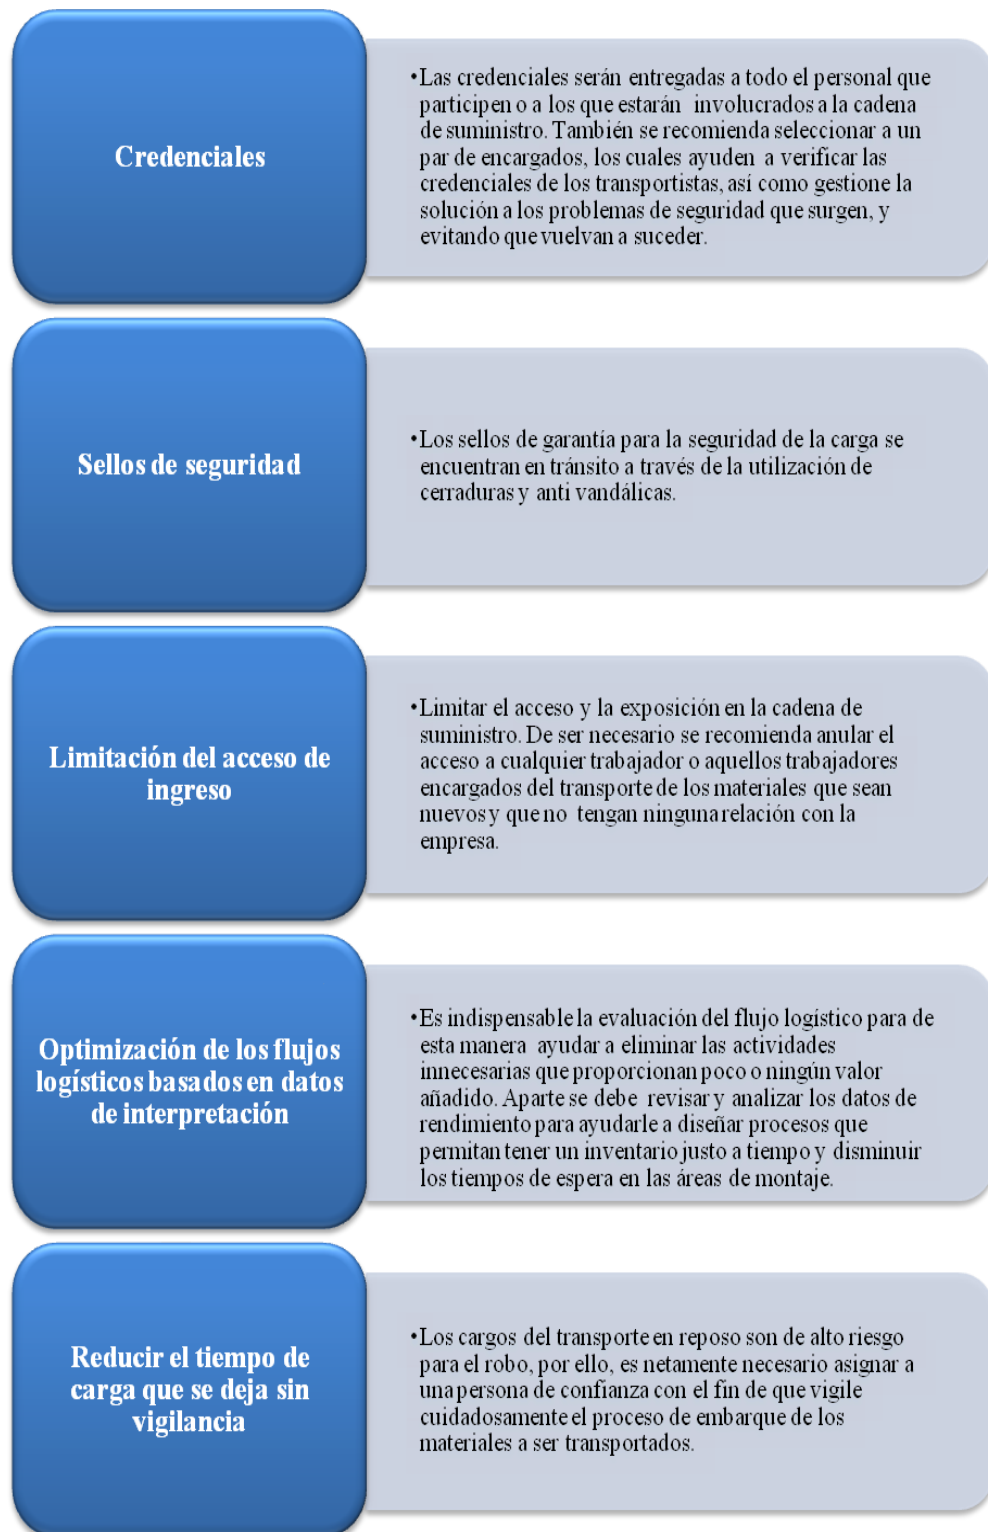 Credenciales
•Las credenciales serán entregadas a todo el personal que
participen o a los que estarán involucrados a la cadena
de suministro. También se recomienda seleccionar a un
par de encargados, los cuales ayuden a verificar las
credenciales de los transportistas, así como gestione la
solución a los problemas de seguridad que surgen, y
evitando que vuelvan a suceder.
Sellos de seguridad
•Los sellos de garantía para la seguridad de la carga se
encuentran en tránsito a través de la utilización de
cerraduras y anti vandálicas.
Limitación del acceso de
ingreso
•Limitar el acceso y la exposición en la cadena de
suministro. De ser necesario se recomienda anular el
acceso a cualquier trabajador o aquellos trabajadores
encargados del transporte de los materiales que sean
nuevos y que no tengan ninguna relación con la
empresa.
Optimización de los flujos
logísticos basados en datos
de interpretación
•Es indispensable la evaluación del flujo logístico para de
esta manera ayudar a eliminar las actividades
innecesarias que proporcionan poco o ningún valor
añadido. Aparte se debe revisar y analizar los datos de
rendimiento para ayudarle a diseñar procesos que
permitan tener un inventario justo a tiempo y disminuir
los tiempos de espera en las áreas de montaje.
Reducir el tiempo de
carga que se deja sin
vigilancia
•Los cargos del transporte en reposo son de alto riesgo
para el robo, por ello, es netamente necesario asignar a
una persona de confianza con el fin de que vigile
cuidadosamente el proceso de embarque de los
materiales a ser transportados.